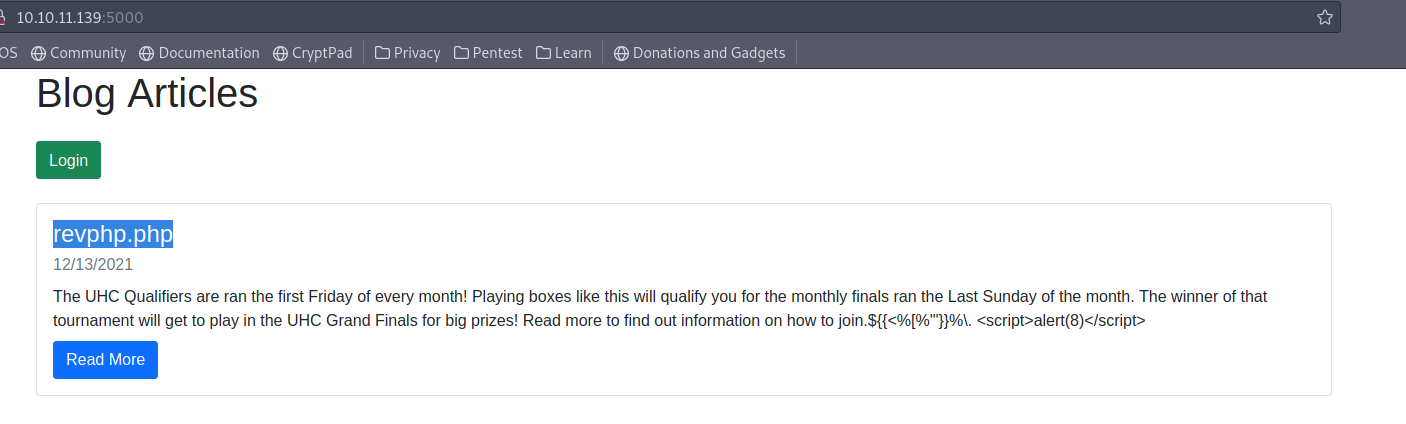 10.10.11.139:5000
OS Community Documentation CryptPad Privacy Pentest Learn Donations and Gadgets
Blog Articles
Login
revphp.php
12/13/2021
The UHC Qualifiers are ran the first Friday of every month! Playing boxes like this will qualify you for the monthly finals ran the Last Sunday of the month. The winner of that
tournament will get to play in the UHC Grand Finals for big prizes! Read more to find out information on how to join.${{<%[%'"}}%\. <script>alert(8)</script>
Read More